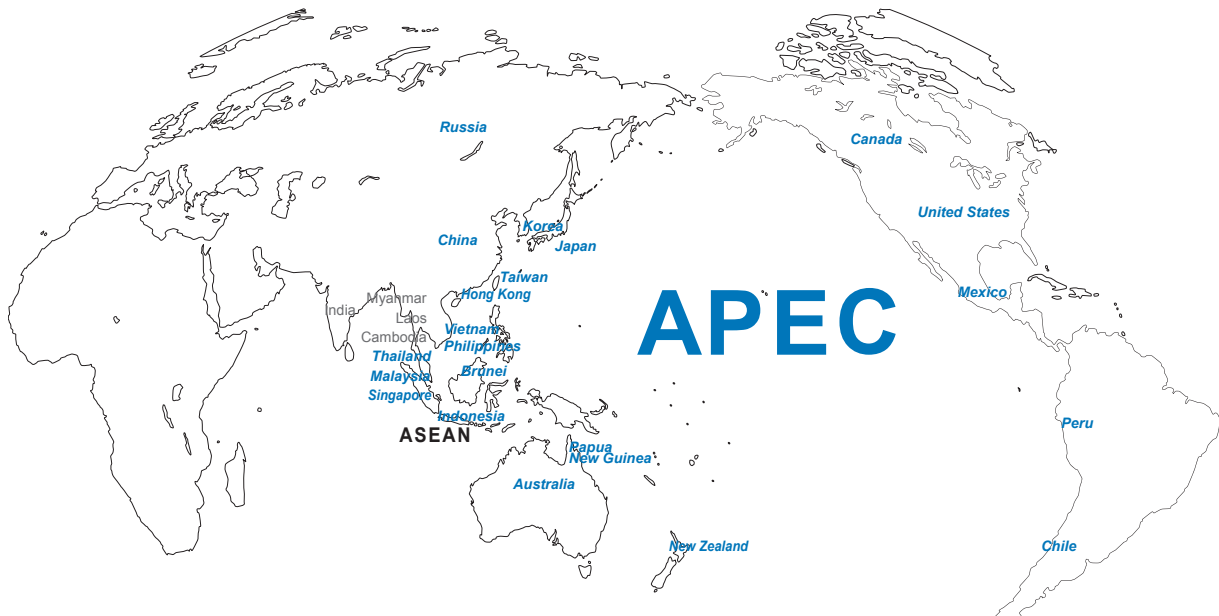 Russia
Canada
United States
Korea
China
Japan
Taiwan
Hong Kong
Mexico
Myanmar
India
Laos
APEC
Vietnam
Cambodia
Philippines
Thailand
Brunei
Malaysia
Singapore
Indonesia
Peru
ASEAN
Papua
New Guinea
Australia
New Zealand
Chile